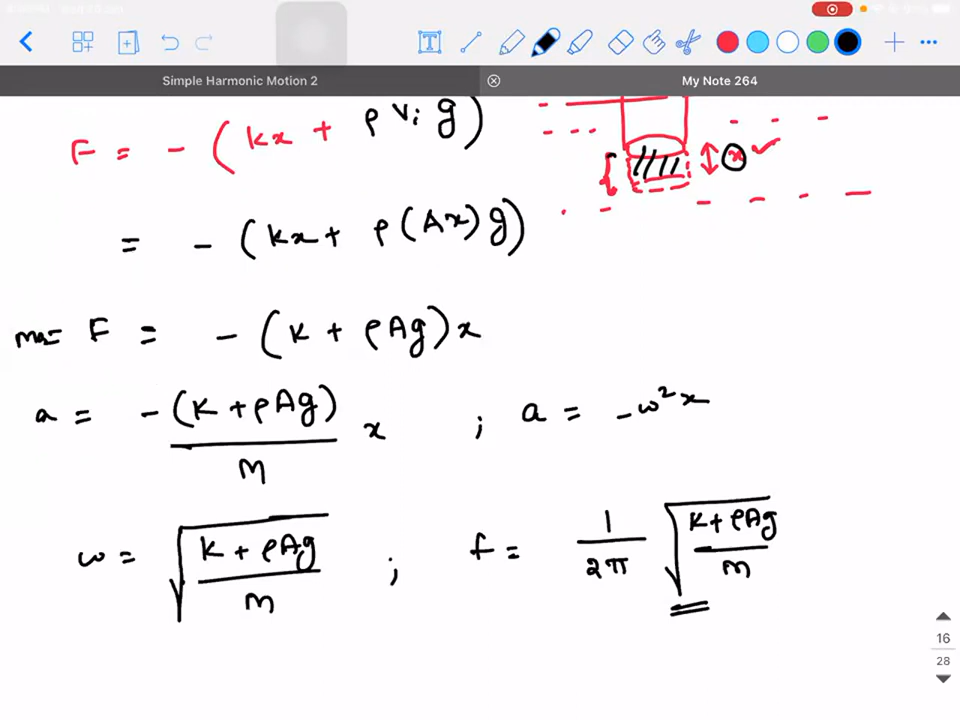 Simple Harmonic Motion 2
My Note 264
F = - (kx + ρ Vi g)
x
= - (kx + ρ(Ax)g)
ma = F = - (K + ρAg)x
a = - (K + ρAg) / m x ; a = -ω²x
ω = √((K + ρAg) / m) ; f = 1 / 2π √((K + ρAg) / m)
16
28